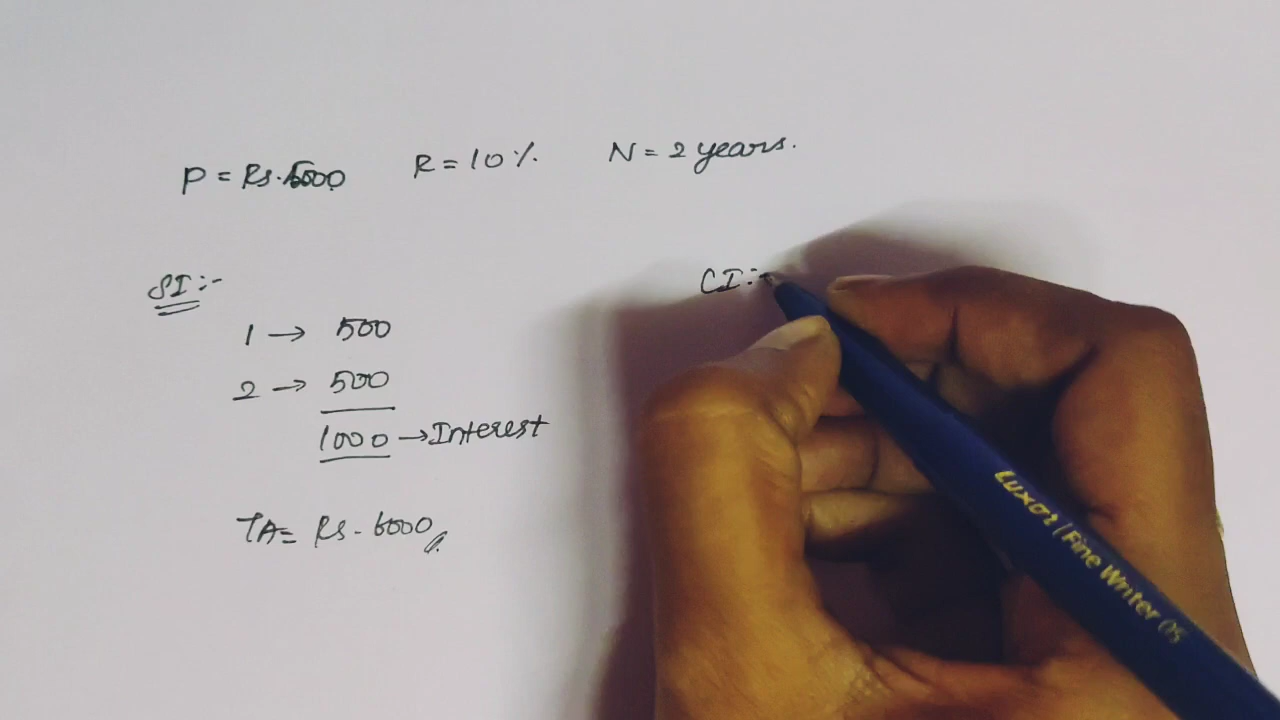 P = Rs.5000 R = 10% N = 2 years.
SI:-
CI:-
1 → 500
2 → 500
1000 → Interest
TA = Rs. 6000
Luxor | Fine Writer 05